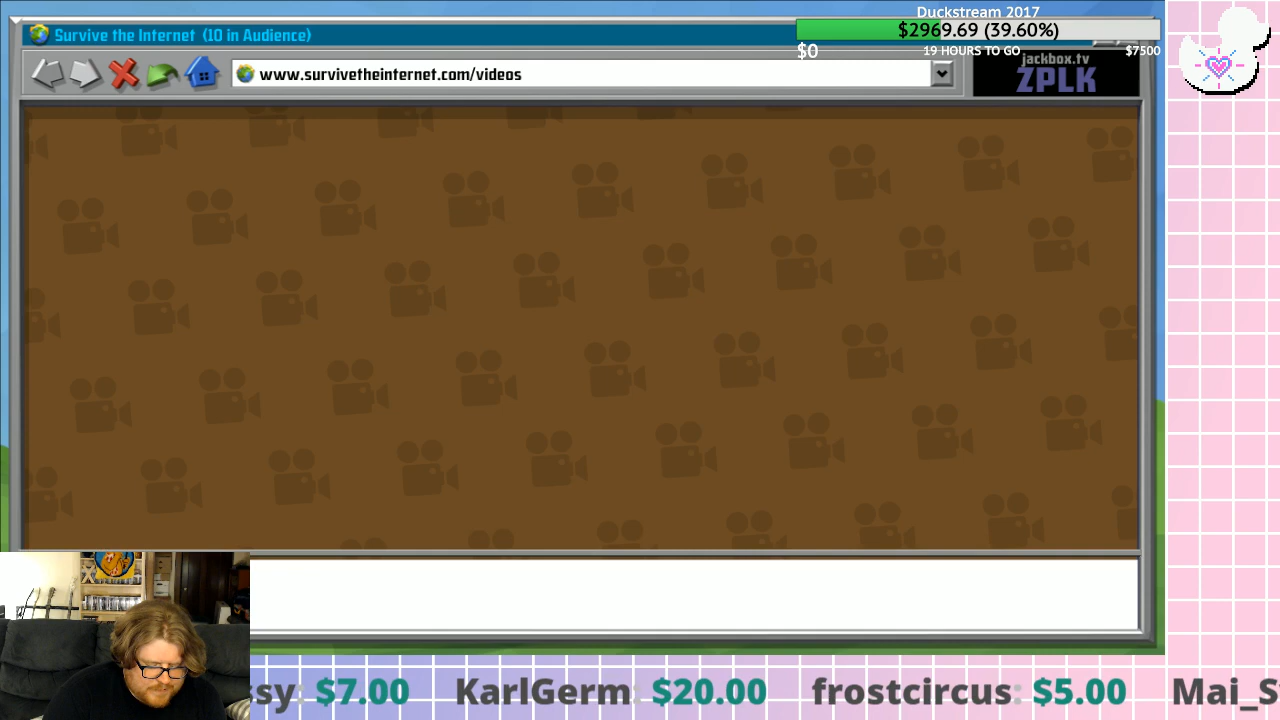 Duckstream 2017
$2969.69 (39.60%)
$0
19 HOURS TO GO
$7500
Survive the Internet (10 in Audience)
www.survivetheinternet.com/videos
jackbox.tv
ZPLK
ssy: $7.00
KarlGerm: $20.00
frostcircus: $5.00
Mai_S